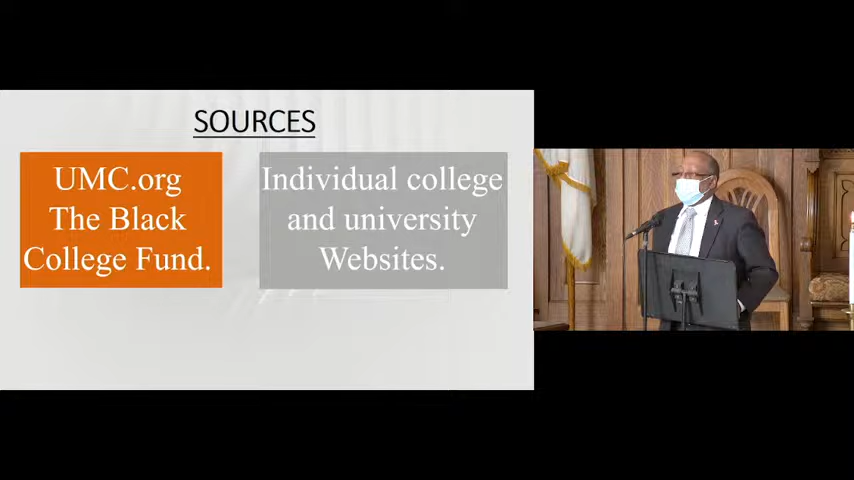 SOURCES
UMC.org
The Black
College Fund.
Individual college
and university
Websites.